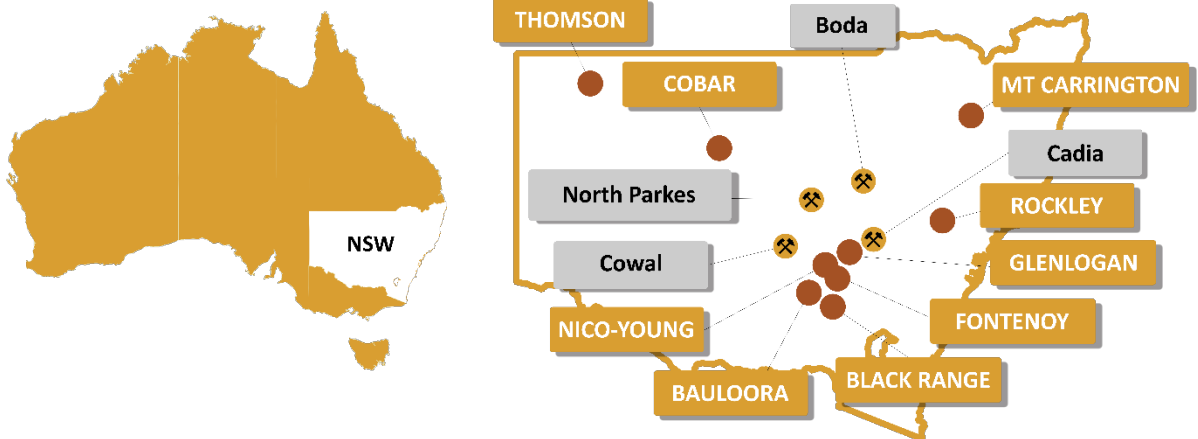 THOMSON
Boda
COBAR
MT CARRINGTON
Cadia
North Parkes
ROCKLEY
NSW
Cowal
GLENLOGAN
NICO-YOUNG
FONTENOY
BAULOORA
BLACK RANGE